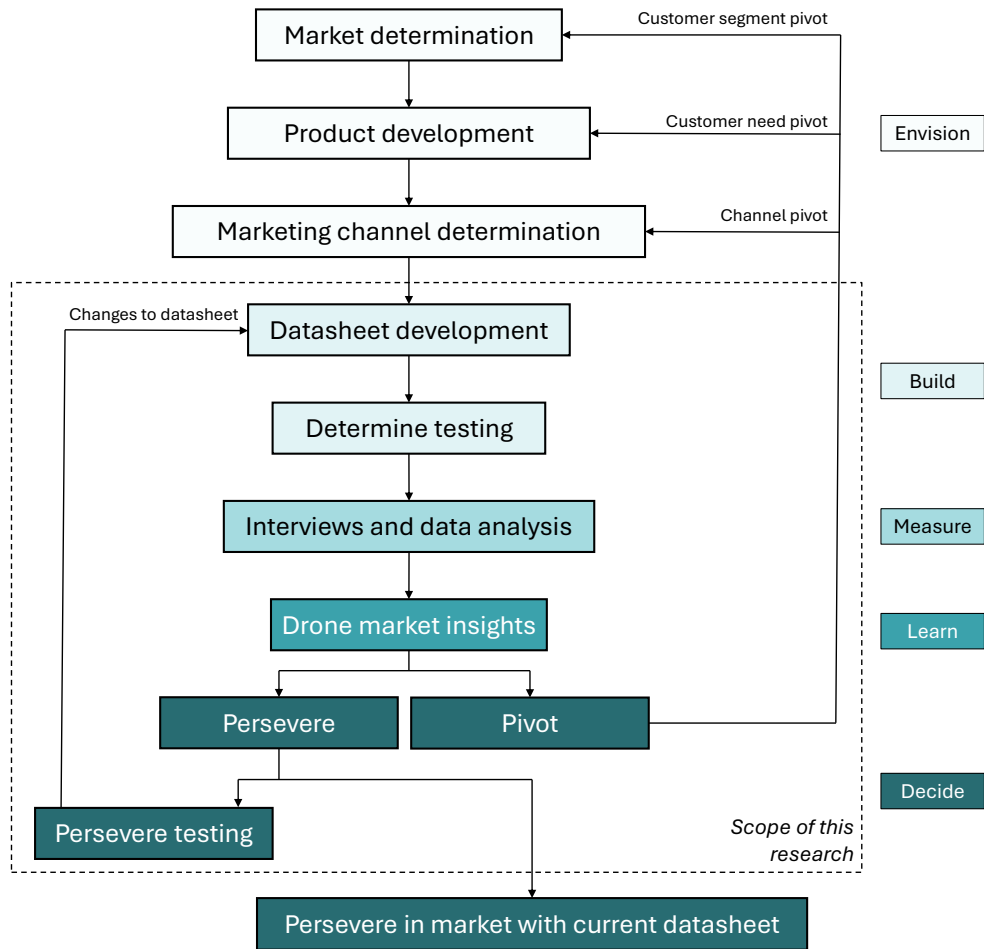 Market determination
Customer segment pivot
Product development
Customer need pivot
Envision
Marketing channel determination
Channel pivot
Changes to datasheet
Datasheet development
Build
Determine testing
Interviews and data analysis
Measure
Drone market insights
Learn
Persevere
Pivot
Decide
Persevere testing
Scope of this
research
Persevere in market with current datasheet